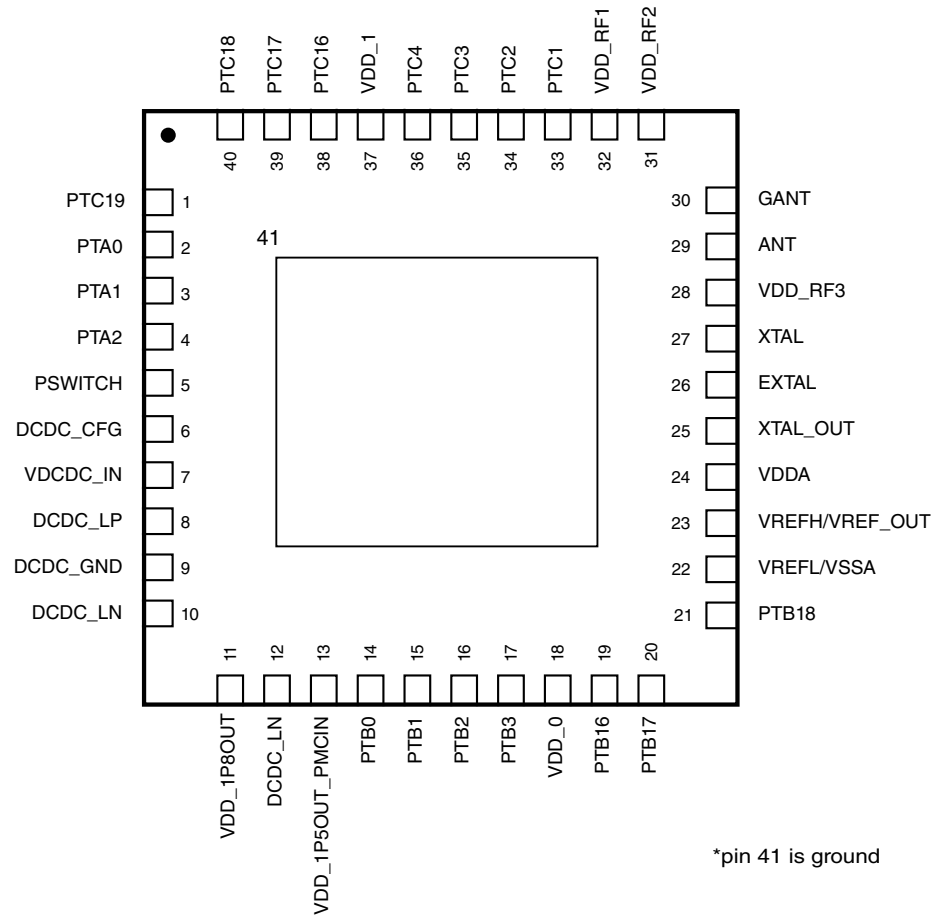 PTC18
PTC17
PTC16
VDD_1
PTC4
PTC3
PTC2
PTC1
VDD_RF1
VDD_RF2
40
39
38
37
36
35
34
33
32
31
PTC19 1
PTA0 2
PTA1 3
PTA2 4
PSWITCH 5
DCDC_CFG 6
VDCDC_IN 7
DCDC_LP 8
DCDC_GND 9
DCDC_LN 10
41
30 GANT
29 ANT
28 VDD_RF3
27 XTAL
26 EXTAL
25 XTAL_OUT
24 VDDA
23 VREFH/VREF_OUT
22 VREFL/VSSA
21 PTB18
11
12
13
14
15
16
17
18
19
20
VDD_1P8OUT
DCDC_LN
VDD_1P5OUT_PMCIN
PTB0
PTB1
PTB2
PTB3
VDD_0
PTB16
PTB17
*pin 41 is ground